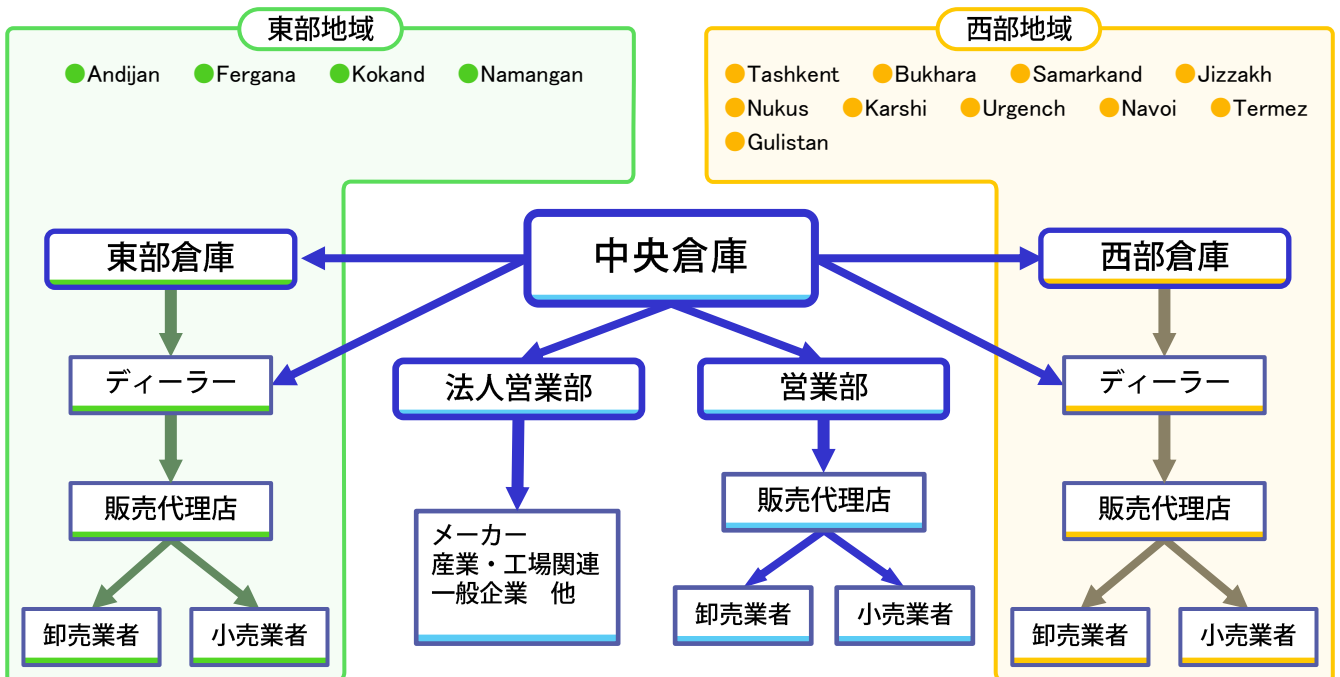 東部地域
●Andijan ●Fergana ●Kokand ●Namangan
西部地域
●Tashkent ●Bukhara ●Samarkand ●Jizzakh
●Nukus ●Karshi ●Urgench ●Navoi ●Termez
●Gulistan
中央倉庫
東部倉庫
西部倉庫
ディーラー
法人営業部
営業部
ディーラー
販売代理店
メーカー
産業・工場関連
一般企業　他
販売代理店
販売代理店
卸売業者
小売業者
卸売業者
小売業者
卸売業者
小売業者